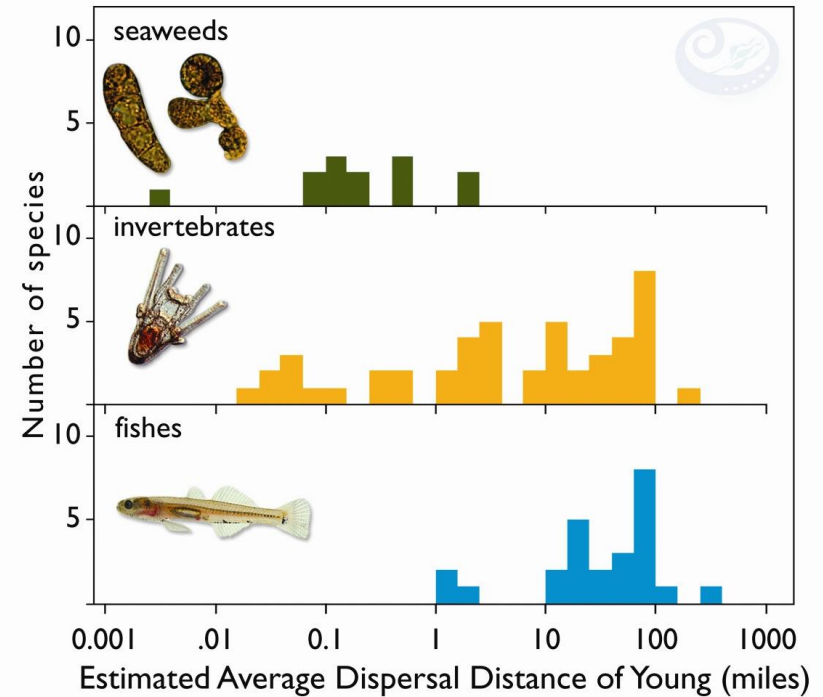 seaweeds
10
5
invertebrates
10
5
fishes
10
5
Number of species
0.001 .01 0.1 1 10 100 1000
Estimated Average Dispersal Distance of Young (miles)